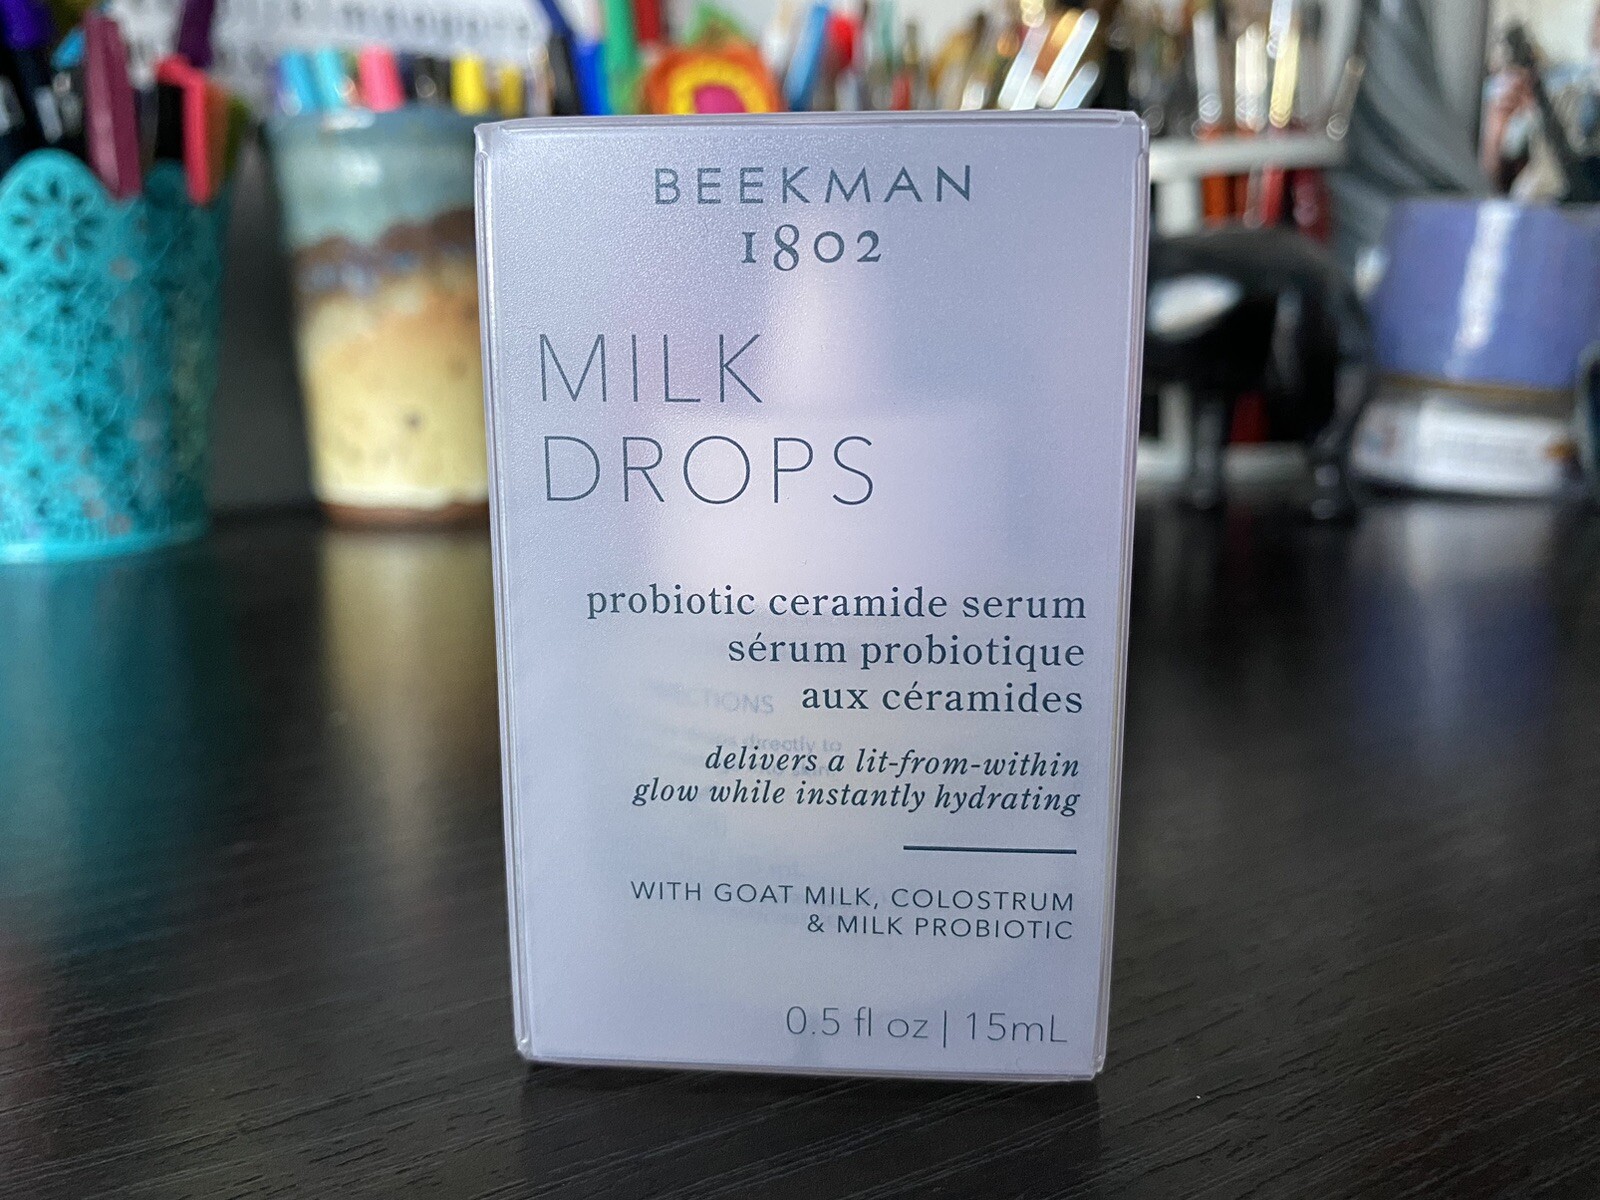 BEEKMAN
1802
MILK
DROPS
probiotic ceramide serum
sérum probiotique
aux céramides
delivers a lit-from-within
glow while instantly hydrating
WITH GOAT MILK, COLOSTRUM
& MILK PROBIOTIC
0.5 fl oz | 15mL